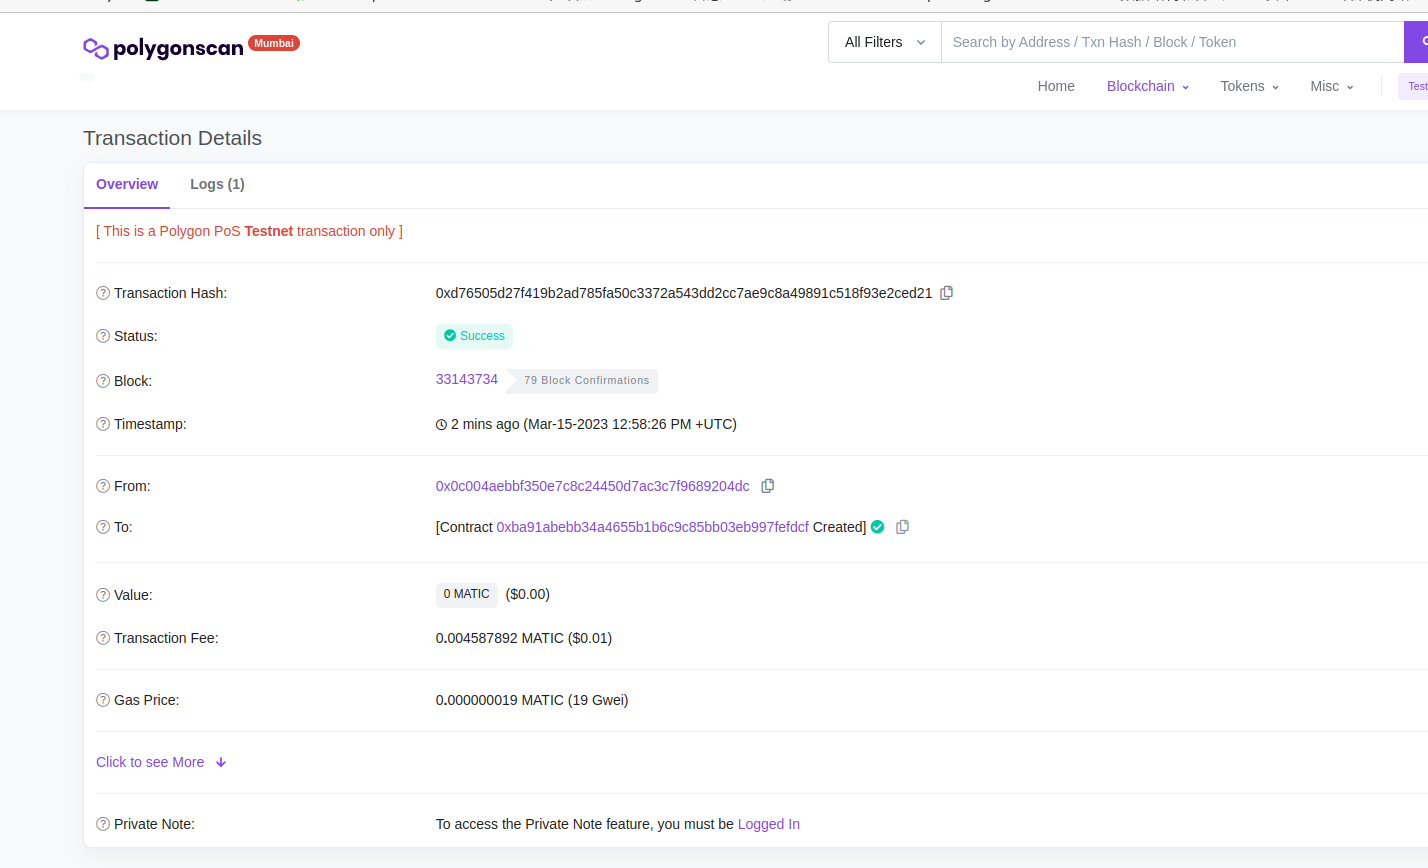 polygonscan Mumbai
All Filters
Search by Address / Txn Hash / Block / Token
Home Blockchain Tokens Misc
Transaction Details
Overview Logs (1)
[ This is a Polygon PoS Testnet transaction only ]
Transaction Hash: 0xd76505d27f419b2ad785fa50c3372a543dd2cc7ae9c8a49891c518f93e2ced21
Status: Success
Block: 33143734 79 Block Confirmations
Timestamp: 2 mins ago (Mar-15-2023 12:58:26 PM +UTC)
From: 0x0c004aebbf350e7c8c24450d7ac3c7f9689204dc
To: [Contract 0xba91abebb34a4655b1b6c9c85bb03eb997fefdcf Created]
Value: 0 MATIC ($0.00)
Transaction Fee: 0.004587892 MATIC ($0.01)
Gas Price: 0.000000019 MATIC (19 Gwei)
Click to see More
Private Note: To access the Private Note feature, you must be Logged In